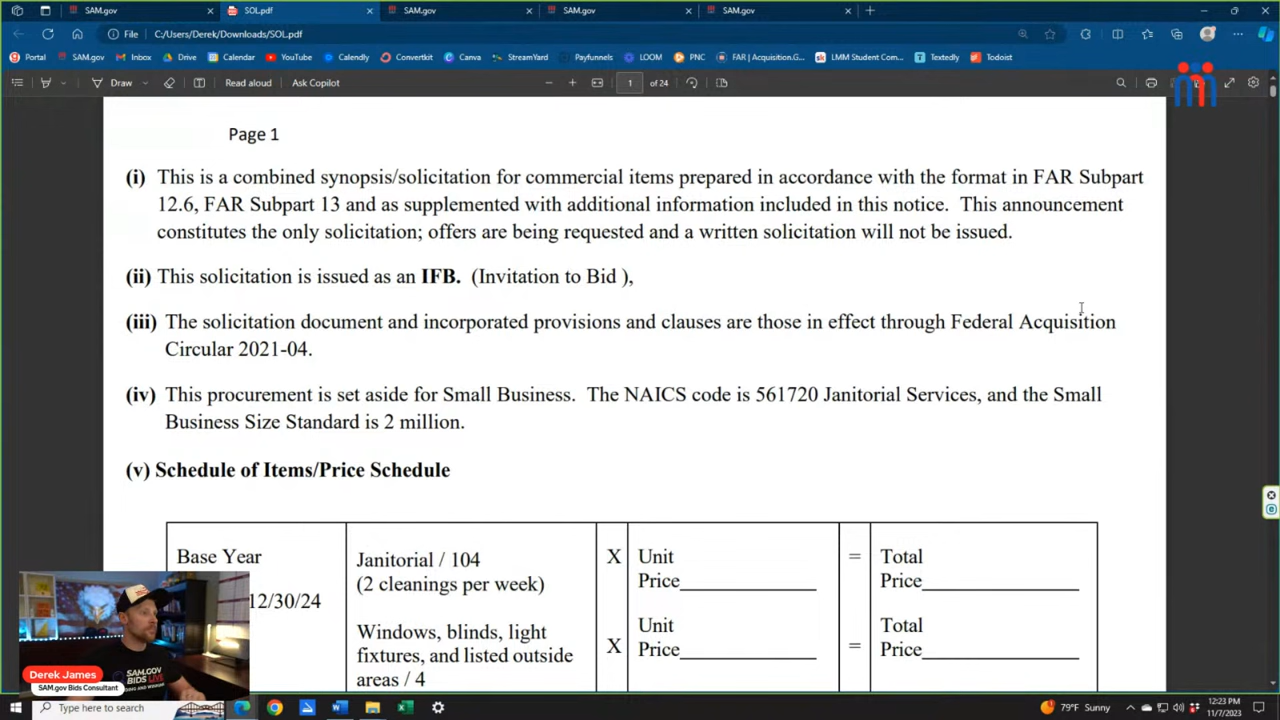 SAM.gov
SOL.pdf
SAM.gov
SAM.gov
SAM.gov
File
C:/Users/Derek/Downloads/SOL.pdf
Portal
SAM.gov
Inbox
Drive
Calendar
YouTube
Calendly
Convertkit
Canva
StreamYard
Payfunnels
LOOM
PNC
FAR | Acquisition.G...
LMM Student Com...
Textedly
Todoist
Draw
Read aloud
Ask Copilot
1
of 24
Page 1
(i) This is a combined synopsis/solicitation for commercial items prepared in accordance with the format in FAR Subpart
12.6, FAR Subpart 13 and as supplemented with additional information included in this notice. This announcement
constitutes the only solicitation; offers are being requested and a written solicitation will not be issued.
(ii) This solicitation is issued as an IFB. (Invitation to Bid ),
(iii) The solicitation document and incorporated provisions and clauses are those in effect through Federal Acquisition
Circular 2021-04.
(iv) This procurement is set aside for Small Business. The NAICS code is 561720 Janitorial Services, and the Small
Business Size Standard is 2 million.
(v) Schedule of Items/Price Schedule
Base Year
12/30/24
Janitorial / 104
(2 cleanings per week)
Windows, blinds, light
fixtures, and listed outside
areas / 4
X
X
Unit
Price
Unit
Price
=
=
Total
Price
Total
Price
SAM.GOV
BIDS LIVE
Derek James
SAM.gov Bids Consultant
Type here to search
79°F Sunny
12:23 PM
11/7/2023